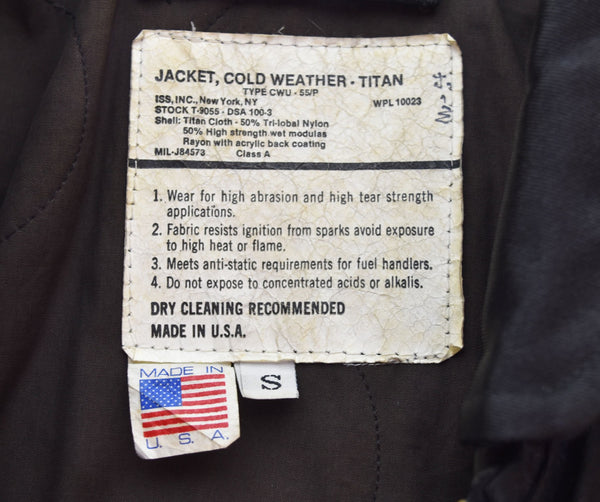 JACKET, COLD WEATHER - TITAN
TYPE CWU - 55/P
ISS, INC., New York, NY WPL 10023
STOCK T-9055 - DSA 100-3
Shell: Titan Cloth - 50% Tri-lobal Nylon
50% High strength wet modulas
Rayon with acrylic back coating
MIL-J84573 Class A
1. Wear for high abrasion and high tear strength
applications.
2. Fabric resists ignition from sparks avoid exposure
to high heat or flame.
3. Meets anti-static requirements for fuel handlers.
4. Do not expose to concentrated acids or alkalis.
DRY CLEANING RECOMMENDED
MADE IN U.S.A.
MADE IN
U. S. A.
S